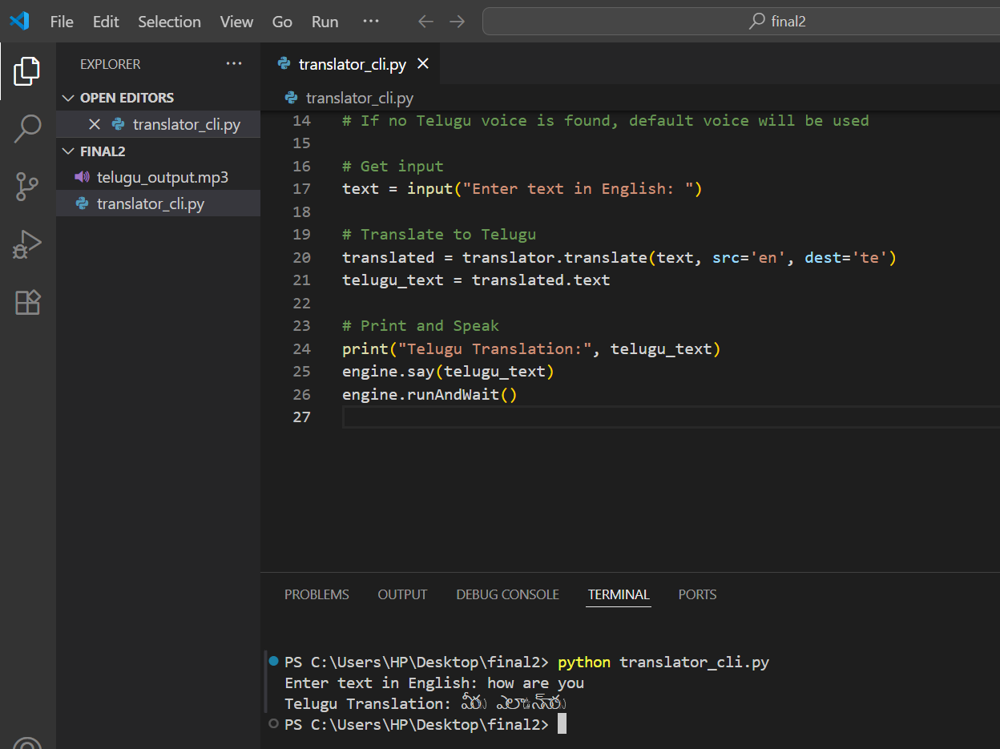 File Edit Selection View Go Run ··· ← → final2
EXPLORER ···
OPEN EDITORS
translator_cli.py
FINAL2
telugu_output.mp3
translator_cli.py
translator_cli.py
translator_cli.py
14 # If no Telugu voice is found, default voice will be used
15
16 # Get input
17 text = input("Enter text in English: ")
18
19 # Translate to Telugu
20 translated = translator.translate(text, src='en', dest='te')
21 telugu_text = translated.text
22
23 # Print and Speak
24 print("Telugu Translation:", telugu_text)
25 engine.say(telugu_text)
26 engine.runAndWait()
27
PROBLEMS OUTPUT DEBUG CONSOLE TERMINAL PORTS
PS C:\Users\HP\Desktop\final2> python translator_cli.py
Enter text in English: how are you
Telugu Translation: మీరు ఎలా ఉన్నారు
PS C:\Users\HP\Desktop\final2>